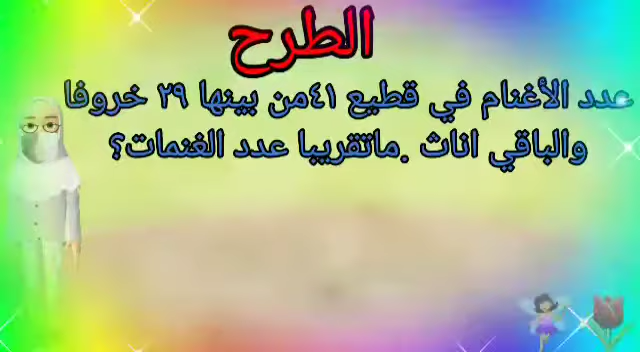 الطرح
عدد الأغنام في قطيع ٤١من بينها ٢٩ خروفا
والباقي اناث .ماتقريبا عدد الغنمات؟